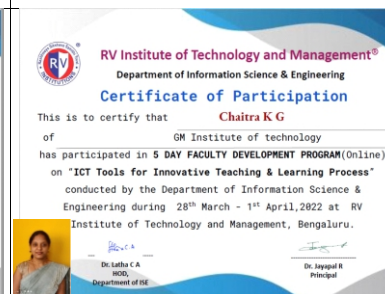 RV
INSTITUTIONS
RV Institute of Technology and Management®
Department of Information Science & Engineering
Certificate of Participation
This is to certify that Chaitra K G
of GM Institute of technology
has participated in 5 DAY FACULTY DEVELOPMENT PROGRAM(Online)
on "ICT Tools for Innovative Teaching & Learning Process"
conducted by the Department of Information Science &
Engineering during 28th March - 1st April,2022 at RV
Institute of Technology and Management, Bengaluru.
Dr. Latha C A
HOD,
Department of ISE
Dr. Jayapal R
Principal